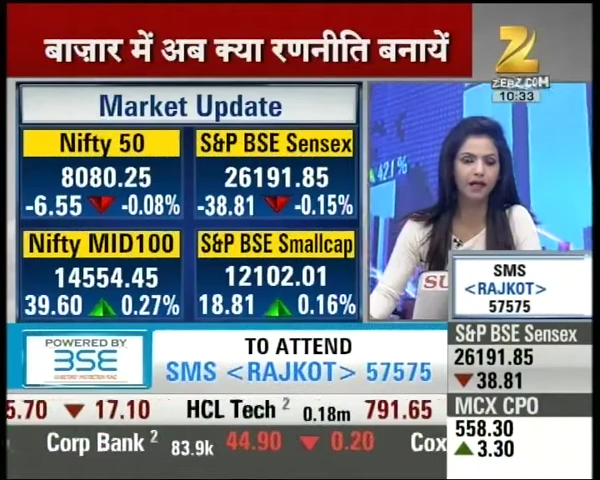 बाज़ार में अब क्या रणनीति बनायें
ZEEBIZ.COM
10:33
Market Update
Nifty 50
8080.25
-6.55 -0.08%
S&P BSE Sensex
26191.85
-38.81 -0.15%
Nifty MID100
14554.45
39.60 0.27%
S&P BSE Smallcap
12102.01
18.81 0.16%
42.1%
SU
SMS
<RAJKOT>
57575
POWERED BY
BSE
TO ATTEND
SMS <RAJKOT> 57575
S&P BSE Sensex
26191.85
38.81
MCX CPO
558.30
3.30
5.70 17.10 HCL Tech 2 0.18m 791.65
Corp Bank 2 83.9k 44.90 0.20 Cox